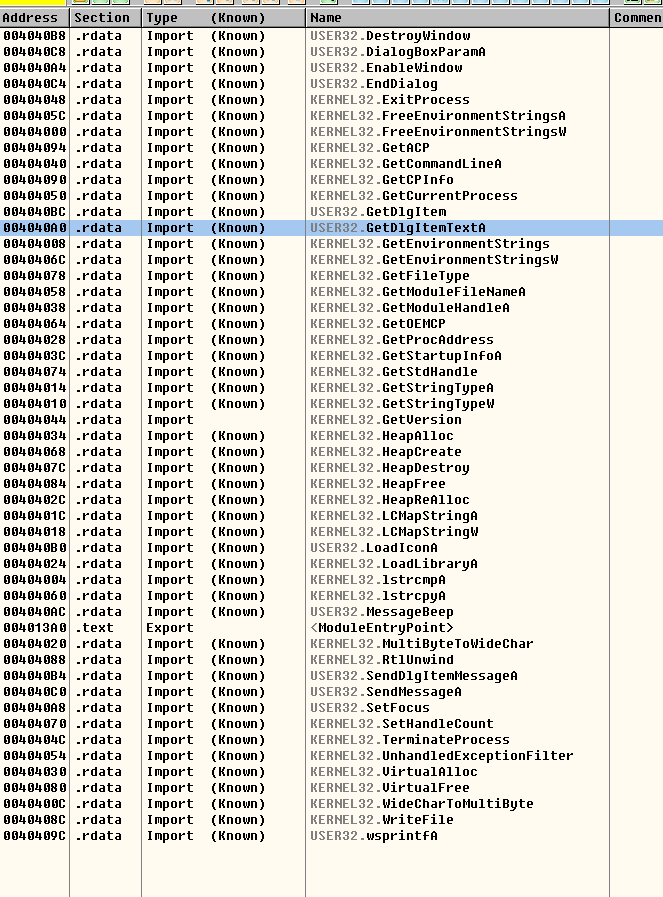 Address Section Type (Known) Name Commen
004040B8 .rdata Import (Known) USER32.DestroyWindow
004040C8 .rdata Import (Known) USER32.DialogBoxParamA
004040A4 .rdata Import (Known) USER32.EnableWindow
004040C4 .rdata Import (Known) USER32.EndDialog
00404048 .rdata Import (Known) KERNEL32.ExitProcess
0040405C .rdata Import (Known) KERNEL32.FreeEnvironmentStringsA
00404000 .rdata Import (Known) KERNEL32.FreeEnvironmentStringsW
00404094 .rdata Import (Known) KERNEL32.GetACP
00404040 .rdata Import (Known) KERNEL32.GetCommandLineA
00404090 .rdata Import (Known) KERNEL32.GetCPInfo
00404050 .rdata Import (Known) KERNEL32.GetCurrentProcess
004040BC .rdata Import (Known) USER32.GetDlgItem
004040A0 .rdata Import (Known) USER32.GetDlgItemTextA
00404008 .rdata Import (Known) KERNEL32.GetEnvironmentStrings
0040406C .rdata Import (Known) KERNEL32.GetEnvironmentStringsW
00404078 .rdata Import (Known) KERNEL32.GetFileType
00404058 .rdata Import (Known) KERNEL32.GetModuleFileNameA
00404038 .rdata Import (Known) KERNEL32.GetModuleHandleA
00404064 .rdata Import (Known) KERNEL32.GetOEMCP
00404028 .rdata Import (Known) KERNEL32.GetProcAddress
0040403C .rdata Import (Known) KERNEL32.GetStartupInfoA
00404074 .rdata Import (Known) KERNEL32.GetStdHandle
00404014 .rdata Import (Known) KERNEL32.GetStringTypeA
00404010 .rdata Import (Known) KERNEL32.GetStringTypeW
00404044 .rdata Import KERNEL32.GetVersion
00404034 .rdata Import (Known) KERNEL32.HeapAlloc
00404068 .rdata Import (Known) KERNEL32.HeapCreate
0040407C .rdata Import (Known) KERNEL32.HeapDestroy
00404084 .rdata Import (Known) KERNEL32.HeapFree
0040402C .rdata Import (Known) KERNEL32.HeapReAlloc
0040401C .rdata Import (Known) KERNEL32.LCMapStringA
00404018 .rdata Import (Known) KERNEL32.LCMapStringW
004040B0 .rdata Import (Known) USER32.LoadIconA
00404024 .rdata Import (Known) KERNEL32.LoadLibraryA
00404004 .rdata Import (Known) KERNEL32.lstrcmpA
00404060 .rdata Import (Known) KERNEL32.lstrcpyA
004040AC .rdata Import (Known) USER32.MessageBeep
004013A0 .text Export <ModuleEntryPoint>
00404020 .rdata Import (Known) KERNEL32.MultiByteToWideChar
00404088 .rdata Import (Known) KERNEL32.RtlUnwind
004040B4 .rdata Import (Known) USER32.SendDlgItemMessageA
004040C0 .rdata Import (Known) USER32.SendMessageA
004040A8 .rdata Import (Known) USER32.SetFocus
00404070 .rdata Import (Known) KERNEL32.SetHandleCount
0040404C .rdata Import (Known) KERNEL32.TerminateProcess
00404054 .rdata Import (Known) KERNEL32.UnhandledExceptionFilter
00404030 .rdata Import (Known) KERNEL32.VirtualAlloc
00404080 .rdata Import (Known) KERNEL32.VirtualFree
0040400C .rdata Import (Known) KERNEL32.WideCharToMultiByte
0040408C .rdata Import (Known) KERNEL32.WriteFile
0040409C .rdata Import (Known) USER32.wsprintfA